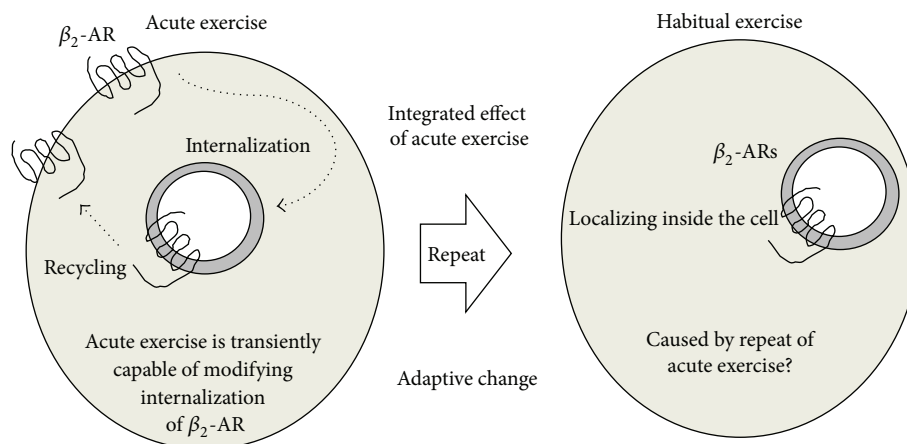 Acute exercise
β₂-AR
Internalization
Recycling
Acute exercise is transiently
capable of modifying
internalization
of β₂-AR
Integrated effect
of acute exercise
Repeat
Adaptive change
Habitual exercise
β₂-ARs
Localizing inside the cell
Caused by repeat of
acute exercise?